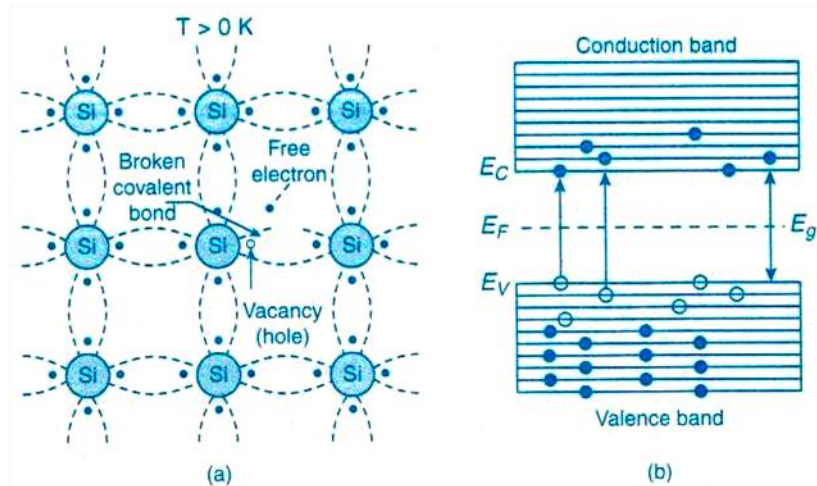 T > 0 K
Si
Si
Si
Broken
covalent
bond
Free
electron
Si
Si
Si
Vacancy
(hole)
Si
Si
Si
(a)
Conduction band
E_C
E_F
E_g
E_V
Valence band
(b)